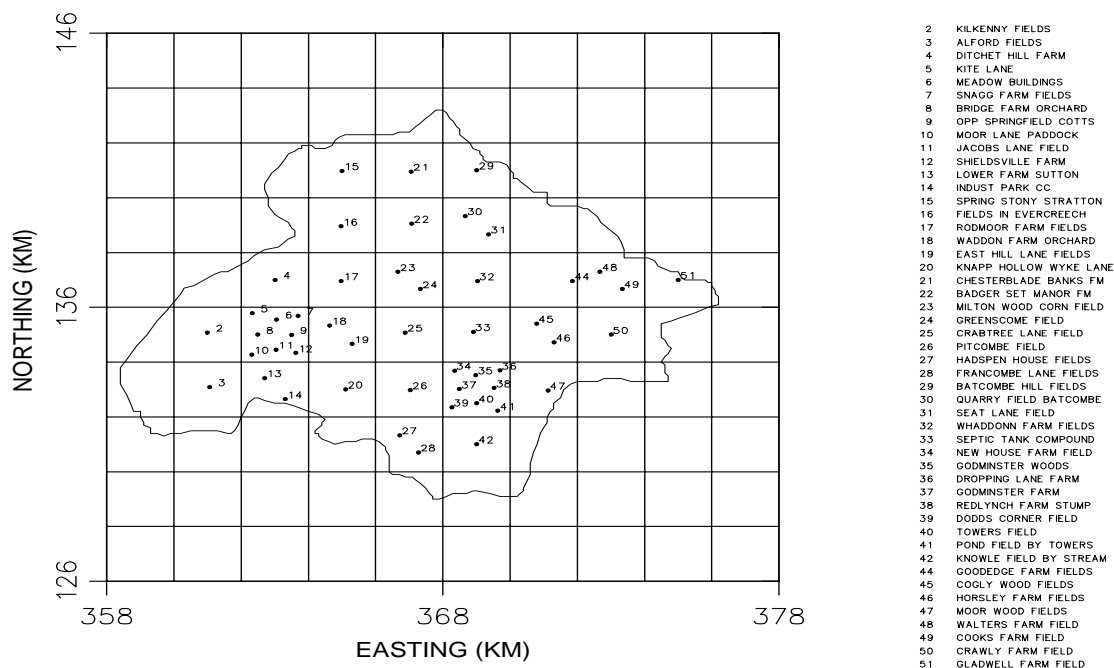 146
136
126
358
368
378
NORTHING (KM)
EASTING (KM)
15
21
29
16
22
30
31
4
17
23
24
32
44
48
49
51
5
6
7
2
8
9
18
19
25
33
45
46
50
10
11
12
3
13
14
20
26
34
35
36
37
38
39
40
41
47
27
28
42
2 KILKENNY FIELDS
3 ALFORD FIELDS
4 DITCHET HILL FARM
5 KITE LANE
6 MEADOW BUILDINGS
7 SNAGG FARM FIELDS
8 BRIDGE FARM ORCHARD
9 OPP SPRINGFIELD COTTS
10 MOOR LANE PADDOCK
11 JACOBS LANE FIELD
12 SHIELDSVILLE FARM
13 LOWER FARM SUTTON
14 INDUST PARK CC
15 SPRING STONY STRATTON
16 FIELDS IN EVERCREECH
17 RODMOOR FARM FIELDS
18 WADDON FARM ORCHARD
19 EAST HILL LANE FIELDS
20 KNAPP HOLLOW WYKE LANE
21 CHESTERBLADE BANKS FM
22 BADGER SET MANOR FM
23 MILTON WOOD CORN FIELD
24 GREENSCOME FIELD
25 CRABTREE LANE FIELD
26 PITCOMBE FIELD
27 HADSPEN HOUSE FIELDS
28 FRANCOMBE LANE FIELDS
29 BATCOMBE HILL FIELDS
30 QUARRY FIELD BATCOMBE
31 SEAT LANE FIELD
32 WHADDONN FARM FIELDS
33 SEPTIC TANK COMPOUND
34 NEW HOUSE FARM FIELD
35 GODMINSTER WOODS
36 DROPPING LANE FARM
37 GODMINSTER FARM
38 REDLYNCH FARM STUMP
39 DODDS CORNER FIELD
40 TOWERS FIELD
41 POND FIELD BY TOWERS
42 KNOWLE FIELD BY STREAM
44 GOODEDGE FARM FIELDS
45 COGLY WOOD FIELDS
46 HORSLEY FARM FIELDS
47 MOOR WOOD FIELDS
48 WALTERS FARM FIELD
49 COOKS FARM FIELD
50 CRAWLY FARM FIELD
51 GLADWELL FARM FIELD